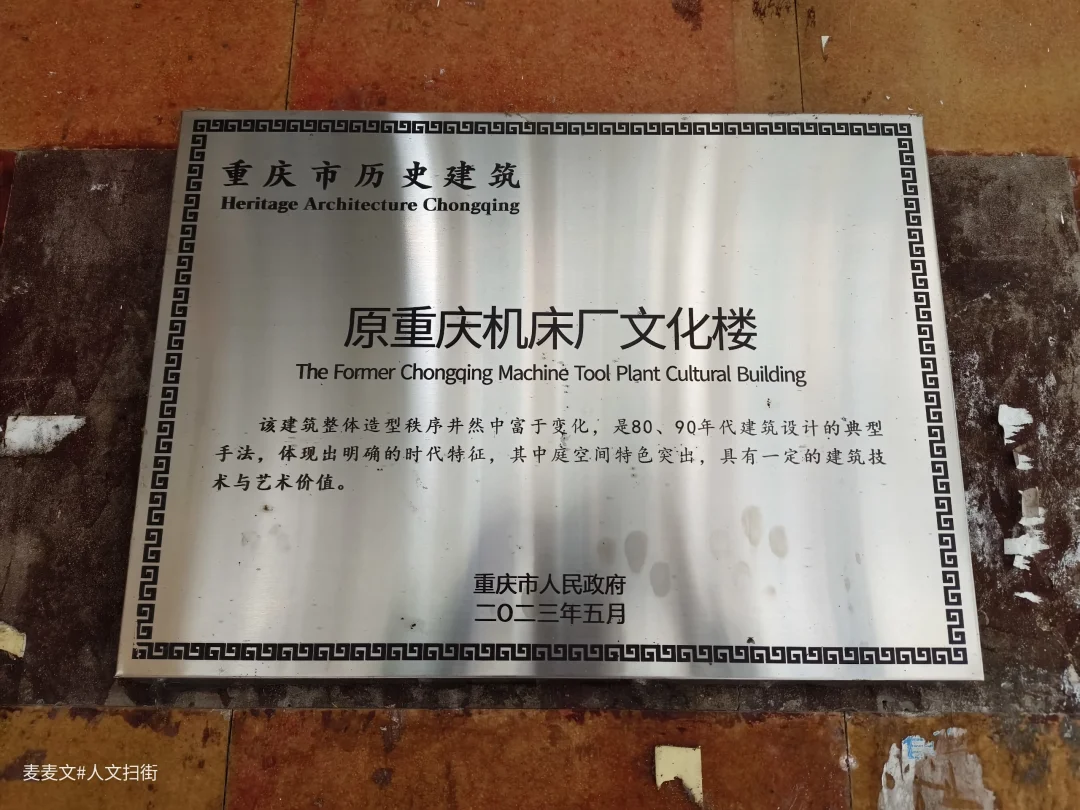 重庆市历史建筑
Heritage Architecture Chongqing
原重庆机床厂文化楼
The Former Chongqing Machine Tool Plant Cultural Building
该建筑整体造型秩序井然中富于变化，是80、90年代建筑设计的典型
手法，体现出明确的时代特征，其中庭空间特色突出，具有一定的建筑技
术与艺术价值。
重庆市人民政府
二〇二三年五月
麦麦文#人文扫街